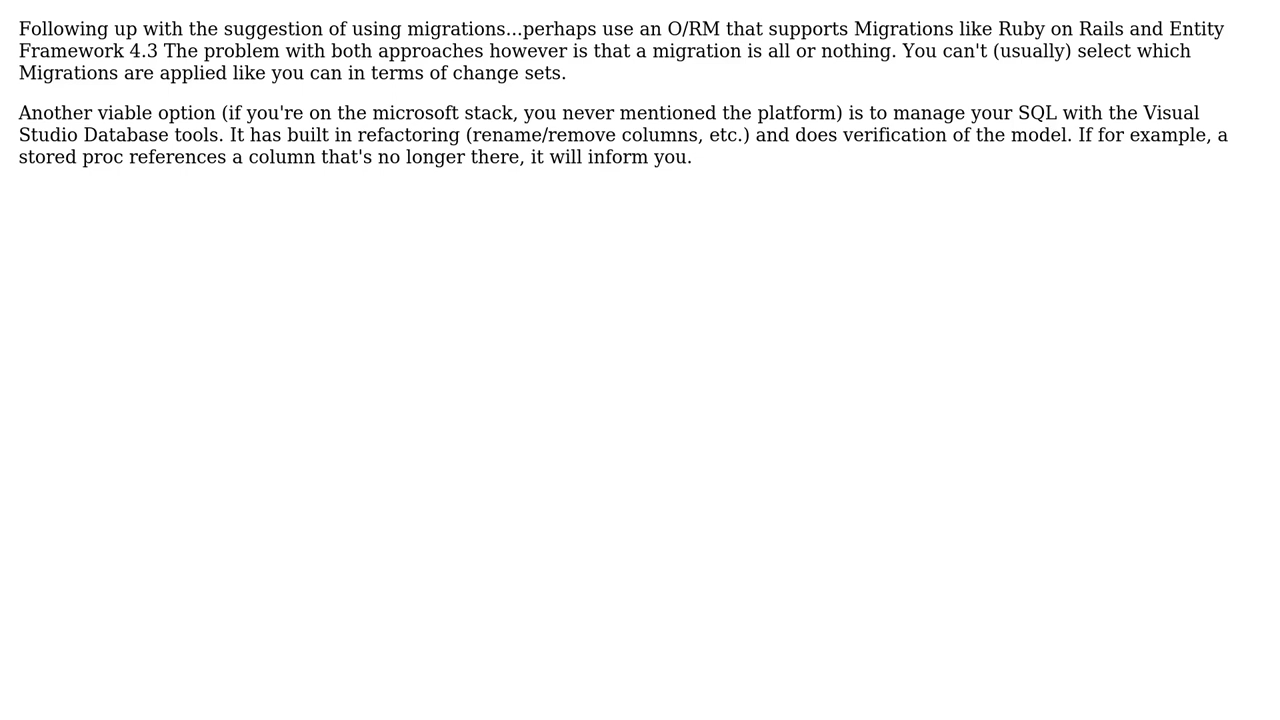 Following up with the suggestion of using migrations...perhaps use an O/RM that supports Migrations like Ruby on Rails and Entity
Framework 4.3 The problem with both approaches however is that a migration is all or nothing. You can't (usually) select which
Migrations are applied like you can in terms of change sets.
Another viable option (if you're on the microsoft stack, you never mentioned the platform) is to manage your SQL with the Visual
Studio Database tools. It has built in refactoring (rename/remove columns, etc.) and does verification of the model. If for example, a
stored proc references a column that's no longer there, it will inform you.